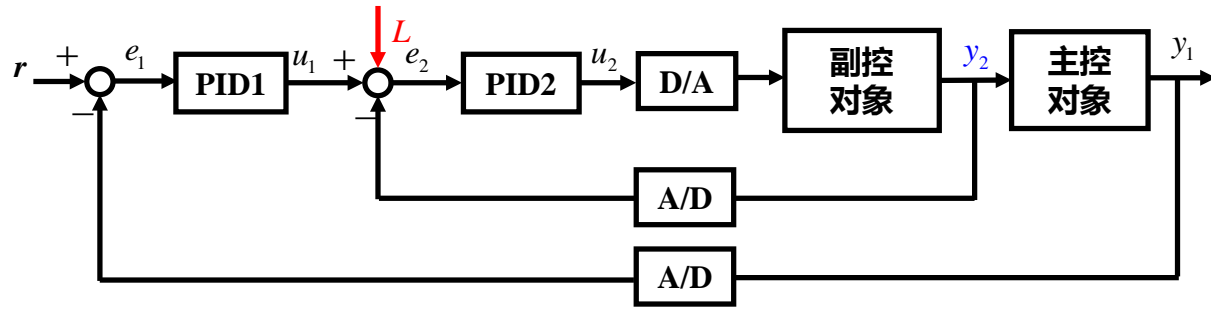 r + − e₁ PID1 u₁ + − L e₂ PID2 u₂ D/A 副控 y₂ 主控 y₁
对象 对象
A/D
A/D